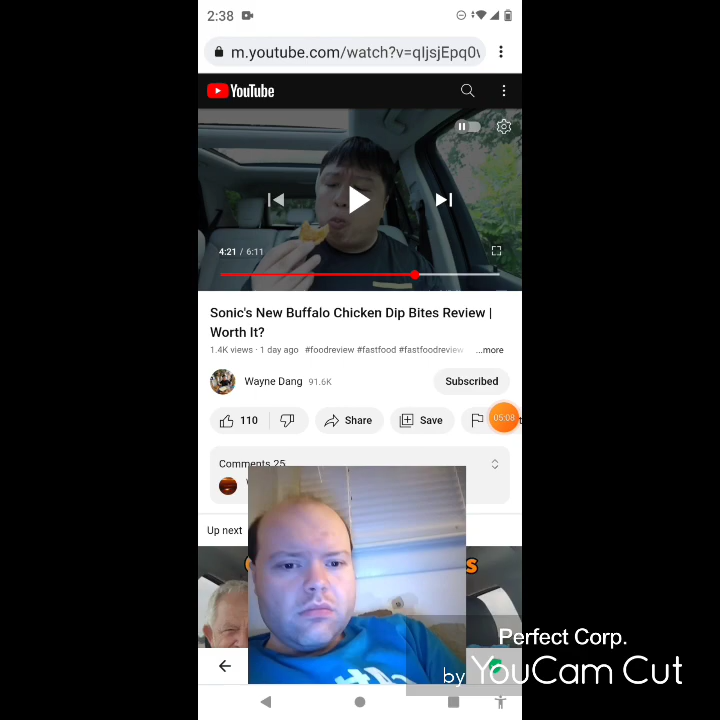 2:38
m.youtube.com/watch?v=qIjsjEpq0
YouTube
4:21 / 6:11
Sonic's New Buffalo Chicken Dip Bites Review |
Worth It?
1.4K views · 1 day ago #foodreview #fastfood #fastfoodreview ...more
Wayne Dang 91.6K
Subscribed
110
Share
Save
05:08
Comments 25
Up next
S
Perfect Corp.
by YouCam Cut